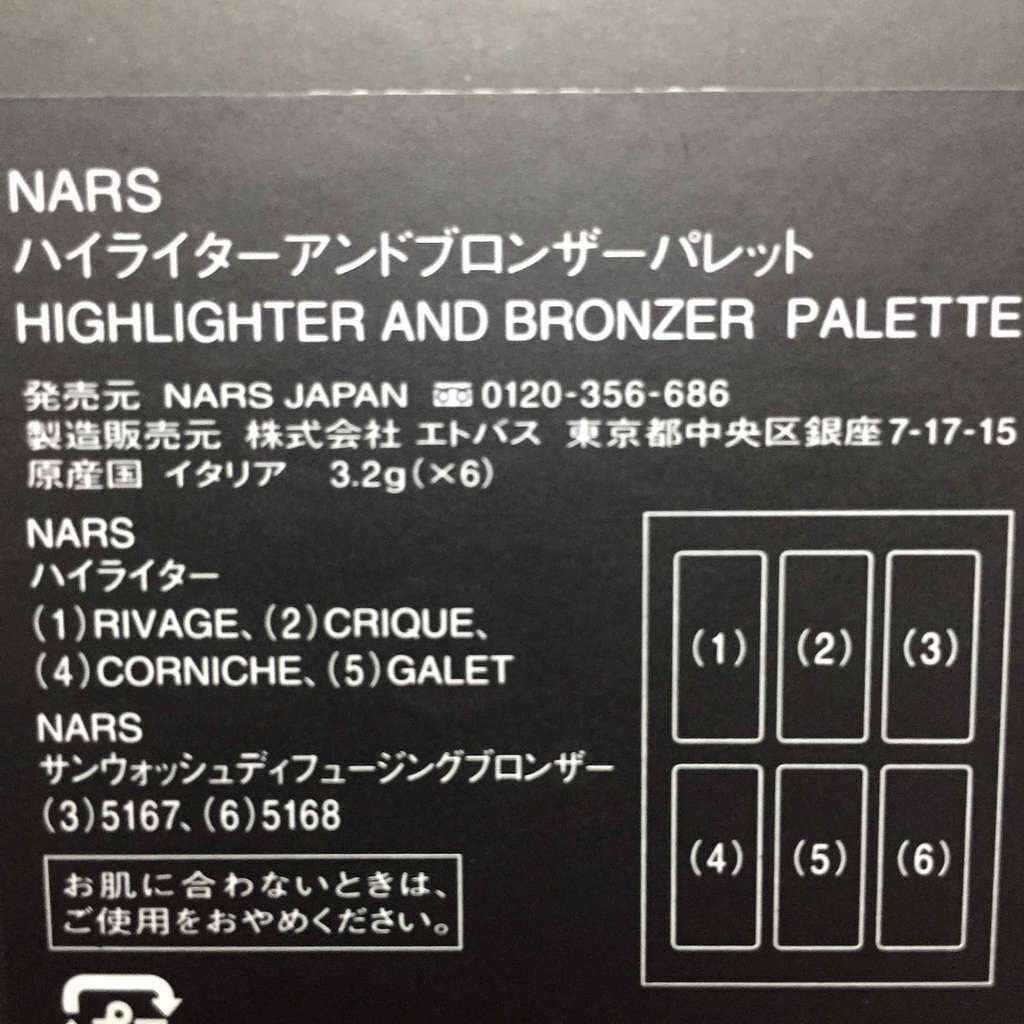 NARS
ハイライターアンドブロンザーパレット
HIGHLIGHTER AND BRONZER PALETTE
発売元 NARS JAPAN 0120-356-686
製造販売元 株式会社 エトバス 東京都中央区銀座7-17-15
原産国 イタリア 3.2g(×6)
NARS
ハイライター
(1)RIVAGE、(2)CRIQUE、
(4)CORNICHE、(5)GALET
NARS
サンウォッシュディフュージングブロンザー
(3)5167、(6)5168
お肌に合わないときは、
ご使用をおやめください。
(1) (2) (3)
(4) (5) (6)